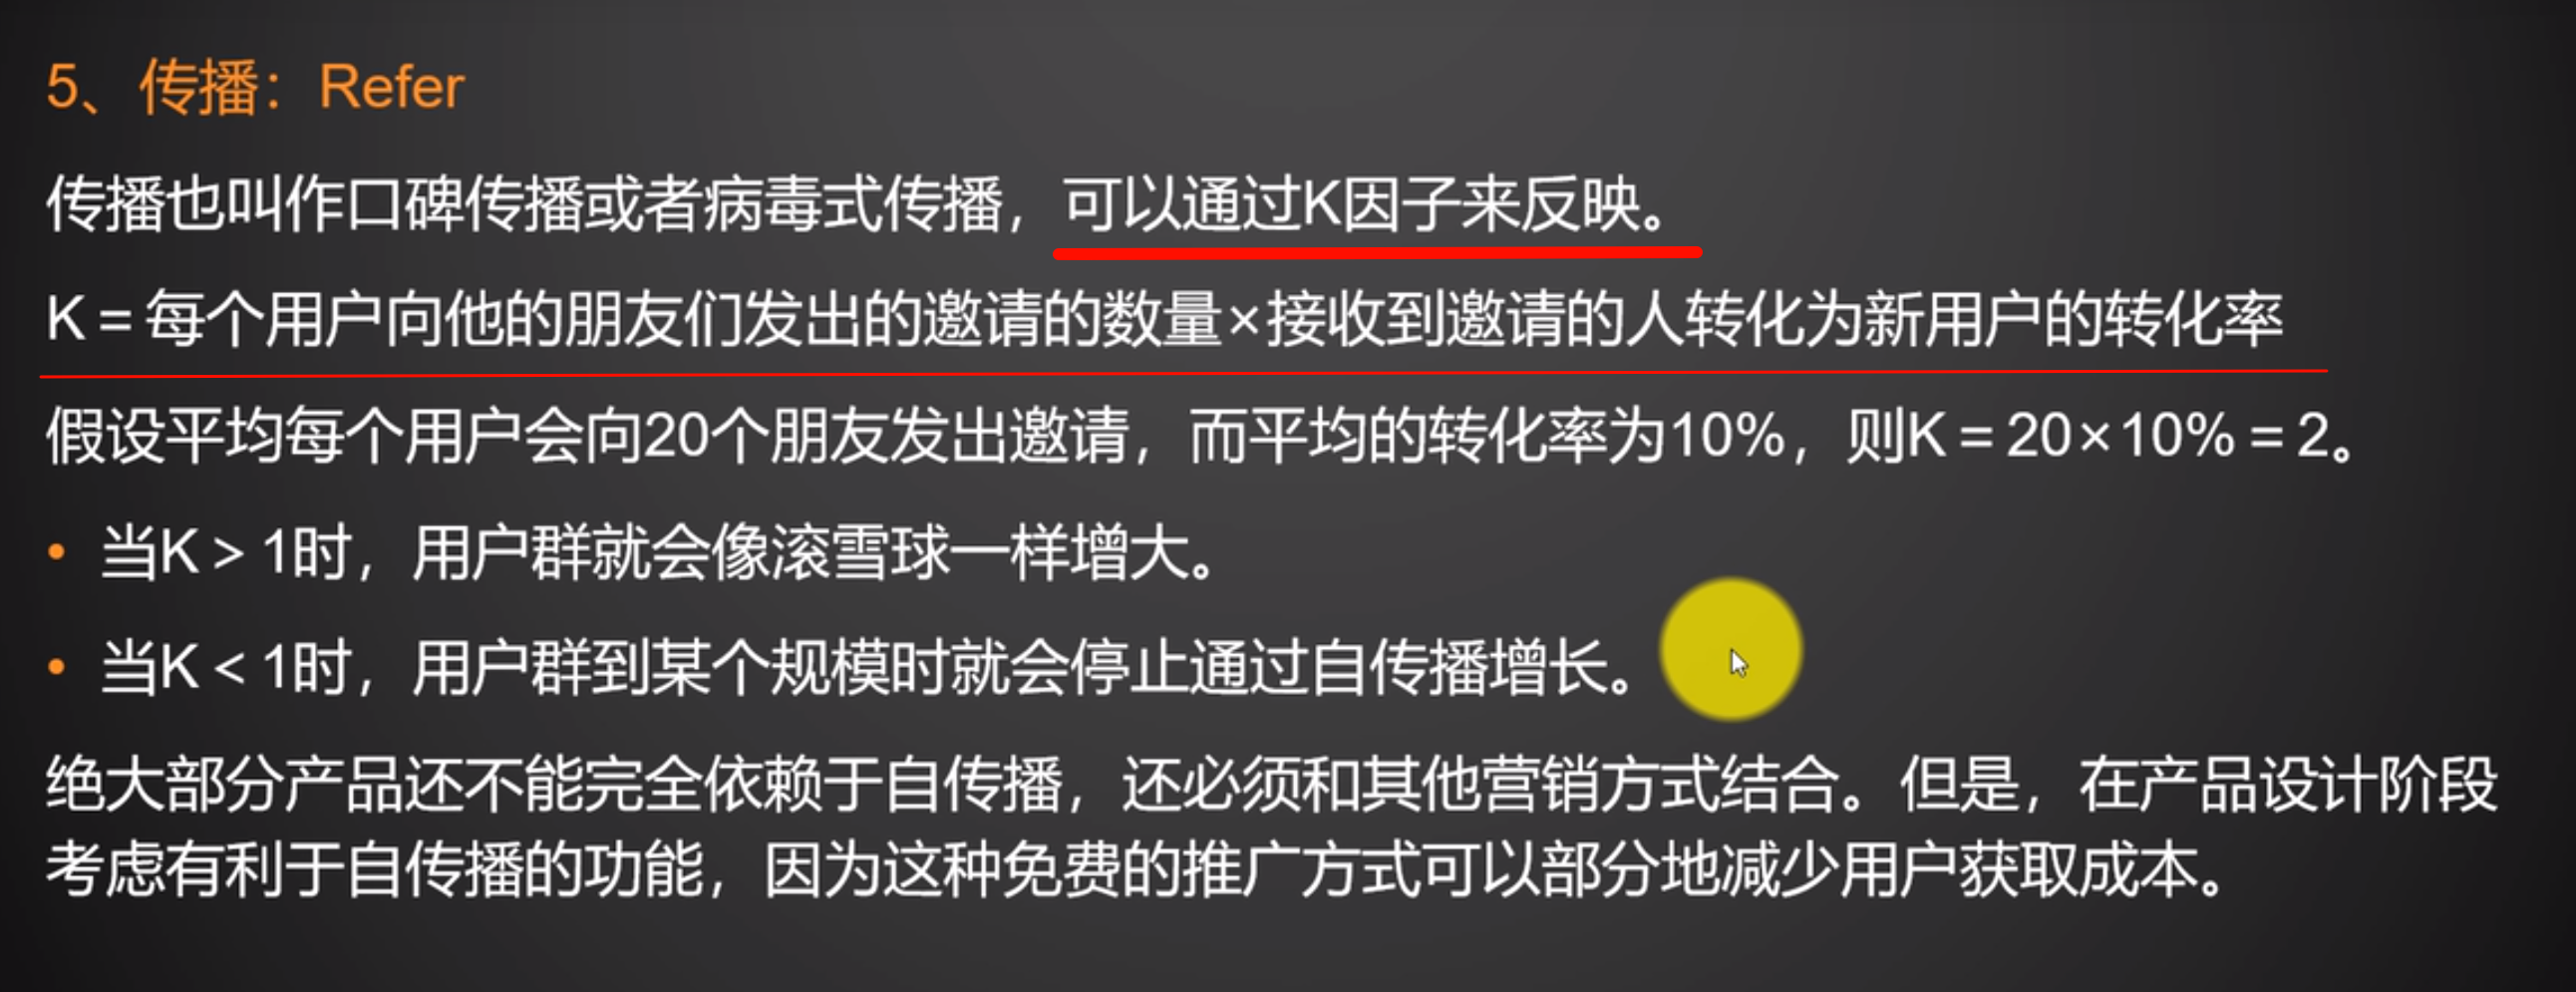 5、传播：Refer
传播也叫作口碑传播或者病毒式传播，可以通过K因子来反映。
K＝每个用户向他的朋友们发出的邀请的数量×接收到邀请的人转化为新用户的转化率
假设平均每个用户会向20个朋友发出邀请，而平均的转化率为10%，则K＝20×10%＝2。
• 当K＞1时，用户群就会像滚雪球一样增大。
• 当K＜1时，用户群到某个规模时就会停止通过自传播增长。
绝大部分产品还不能完全依赖于自传播，还必须和其他营销方式结合。但是，在产品设计阶段
考虑有利于自传播的功能，因为这种免费的推广方式可以部分地减少用户获取成本。